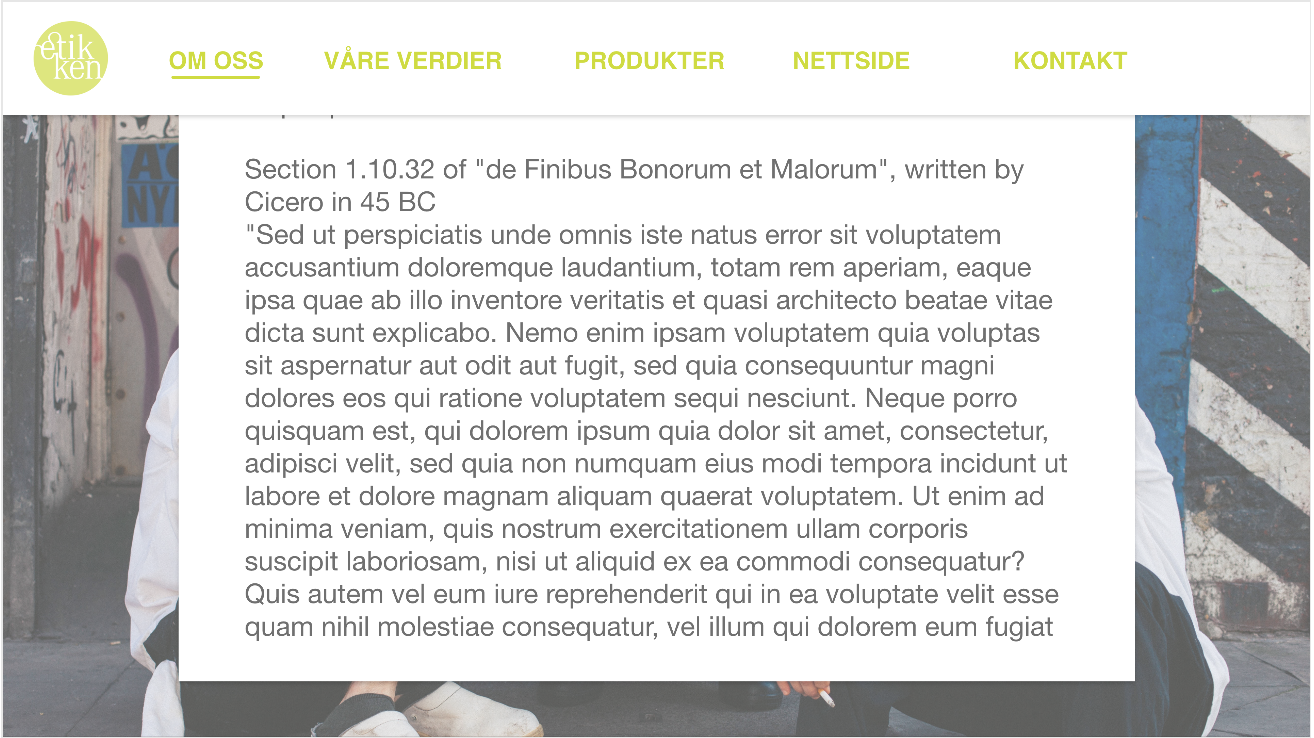 etik
ken
OM OSS
VÅRE VERDIER
PRODUKTER
NETTSIDE
KONTAKT
Section 1.10.32 of "de Finibus Bonorum et Malorum", written by
Cicero in 45 BC
"Sed ut perspiciatis unde omnis iste natus error sit voluptatem
accusantium doloremque laudantium, totam rem aperiam, eaque
ipsa quae ab illo inventore veritatis et quasi architecto beatae vitae
dicta sunt explicabo. Nemo enim ipsam voluptatem quia voluptas
sit aspernatur aut odit aut fugit, sed quia consequuntur magni
dolores eos qui ratione voluptatem sequi nesciunt. Neque porro
quisquam est, qui dolorem ipsum quia dolor sit amet, consectetur,
adipisci velit, sed quia non numquam eius modi tempora incidunt ut
labore et dolore magnam aliquam quaerat voluptatem. Ut enim ad
minima veniam, quis nostrum exercitationem ullam corporis
suscipit laboriosam, nisi ut aliquid ex ea commodi consequatur?
Quis autem vel eum iure reprehenderit qui in ea voluptate velit esse
quam nihil molestiae consequatur, vel illum qui dolorem eum fugiat